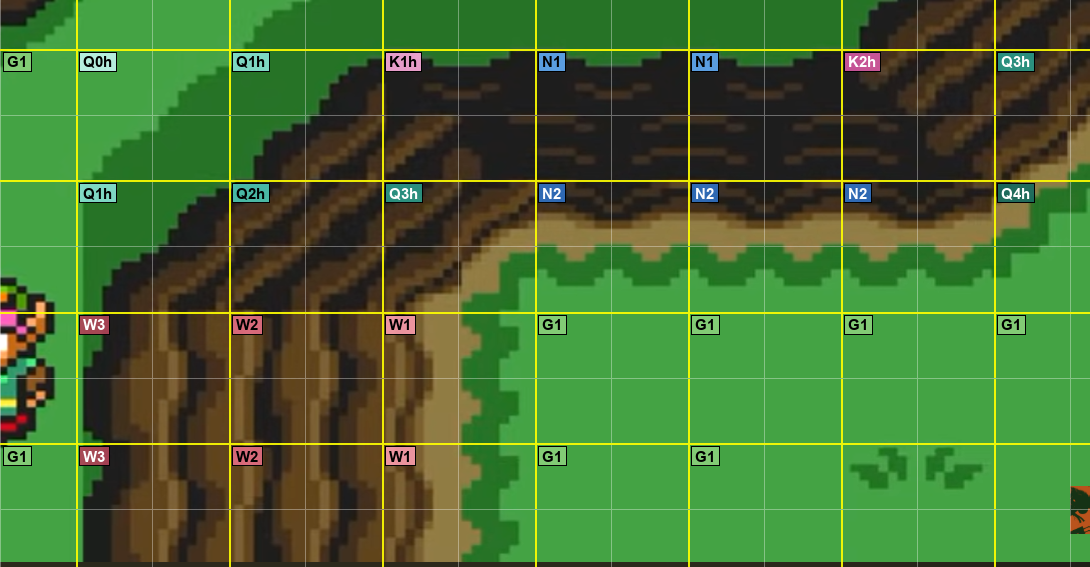 G1 Q0h Q1h K1h N1 N1 K2h Q3h
Q1h Q2h Q3h N2 N2 N2 Q4h
W3 W2 W1 G1 G1 G1 G1
G1 W3 W2 W1 G1 G1